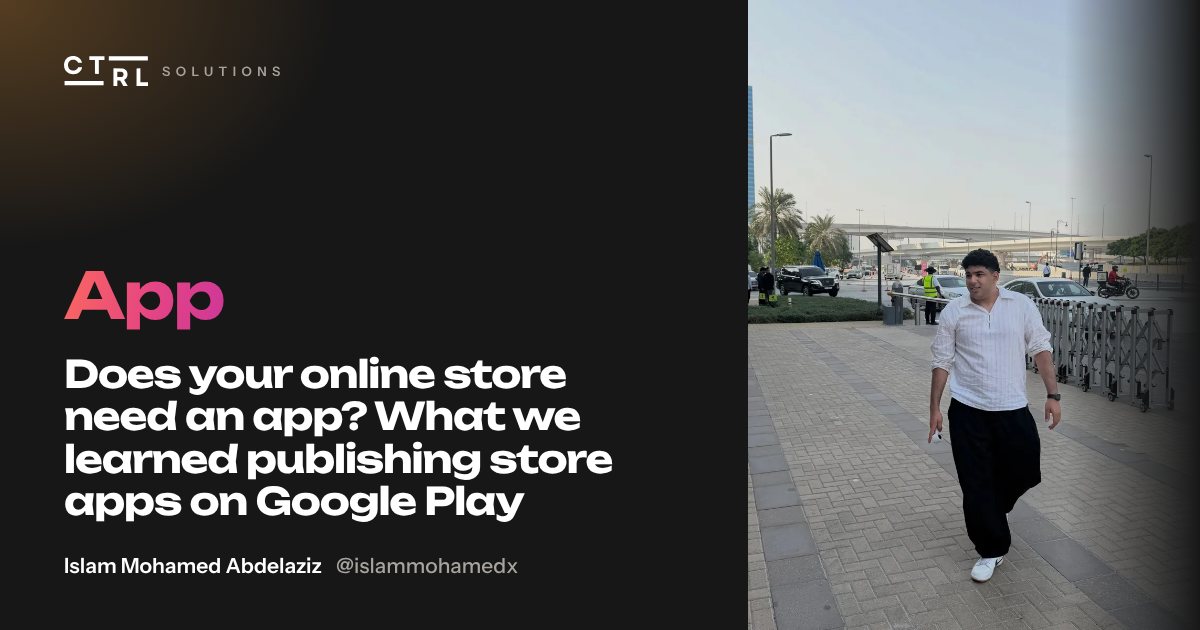 CTRL SOLUTIONS
App
Does your online store
need an app? What we
learned publishing store
apps on Google Play
Islam Mohamed Abdelaziz @islammohamedx